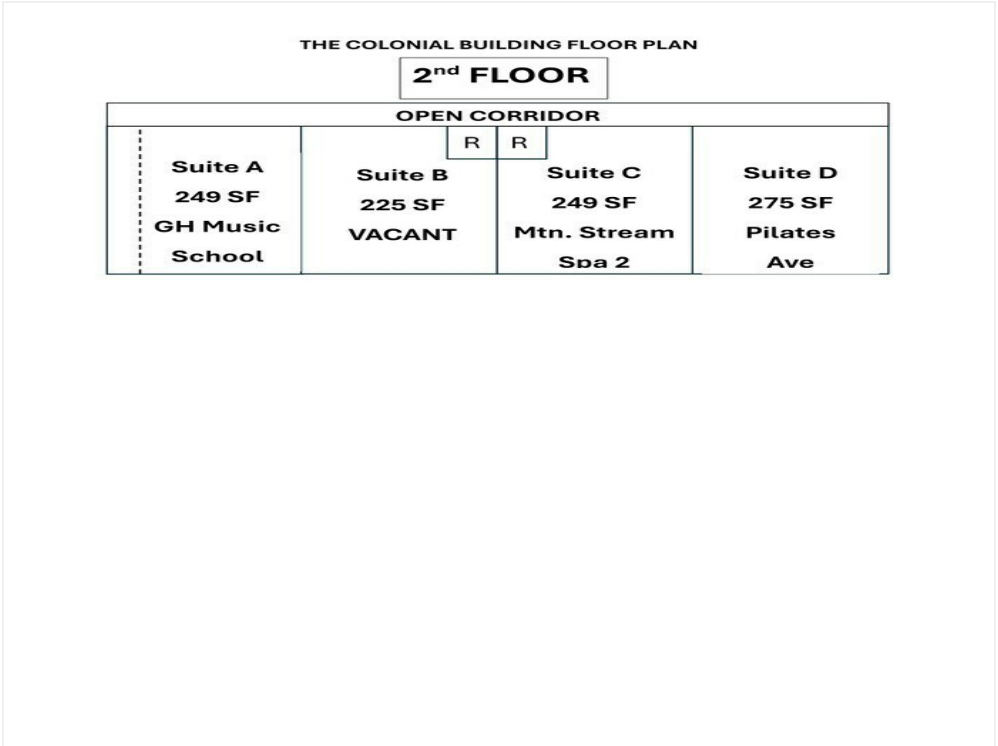 THE COLONIAL BUILDING FLOOR PLAN
2nd FLOOR
OPEN CORRIDOR
R R
Suite A
249 SF
GH Music
School
Suite B
225 SF
VACANT
Suite C
249 SF
Mtn. Stream
Spa 2
Suite D
275 SF
Pilates
Ave